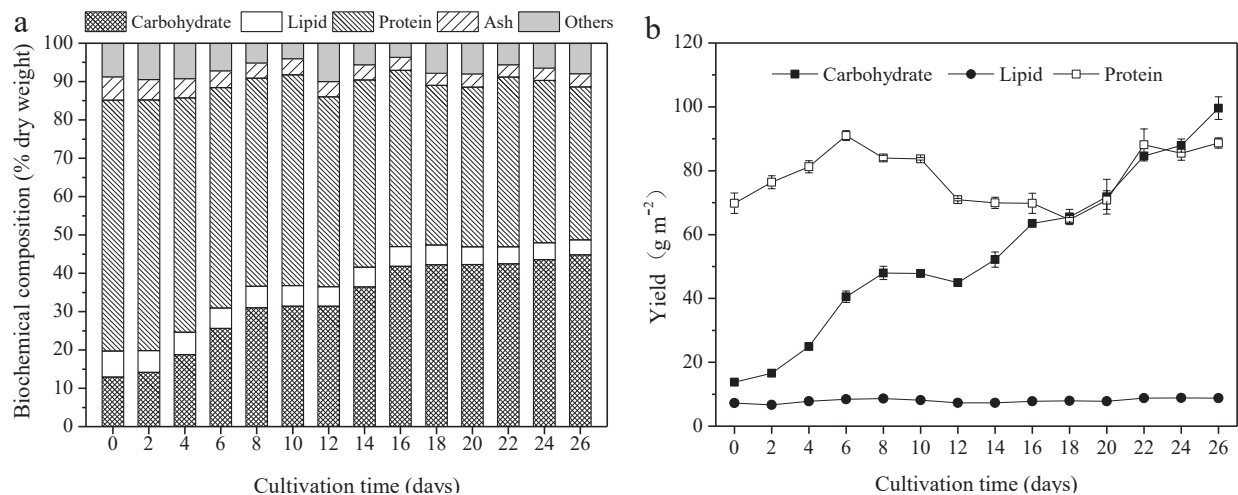 a
Carbohydrate Lipid Protein Ash Others
Biochemical composition (% dry weight)
100
90
80
70
60
50
40
30
20
10
0
0 2 4 6 8 10 12 14 16 18 20 22 24 26
Cultivation time (days)
b
Carbohydrate Lipid Protein
Yield (g m⁻²)
120
100
80
60
40
20
0
0 2 4 6 8 10 12 14 16 18 20 22 24 26
Cultivation time (days)